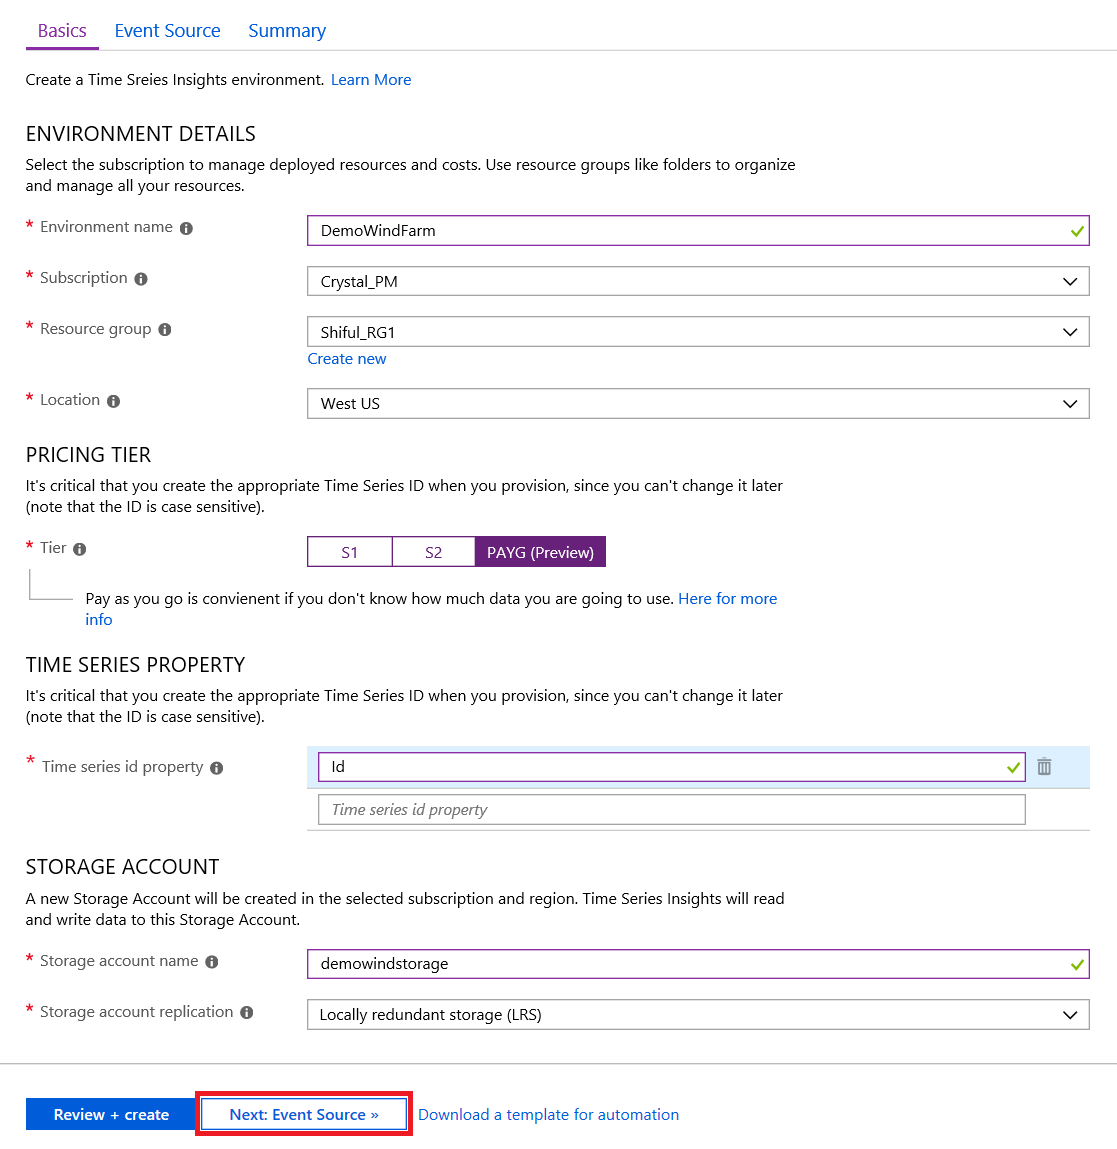 Basics Event Source Summary
Create a Time Sreies Insights environment. Learn More
ENVIRONMENT DETAILS
Select the subscription to manage deployed resources and costs. Use resource groups like folders to organize
and manage all your resources.
* Environment name
DemoWindFarm
* Subscription
Crystal_PM
* Resource group
Shiful_RG1
Create new
* Location
West US
PRICING TIER
It's critical that you create the appropriate Time Series ID when you provision, since you can't change it later
(note that the ID is case sensitive).
* Tier
S1 S2 PAYG (Preview)
Pay as you go is convienent if you don't know how much data you are going to use. Here for more
info
TIME SERIES PROPERTY
It's critical that you create the appropriate Time Series ID when you provision, since you can't change it later
(note that the ID is case sensitive).
* Time series id property
Id
Time series id property
STORAGE ACCOUNT
A new Storage Account will be created in the selected subscription and region. Time Series Insights will read
and write data to this Storage Account.
* Storage account name
demowindstorage
* Storage account replication
Locally redundant storage (LRS)
Review + create Next: Event Source » Download a template for automation